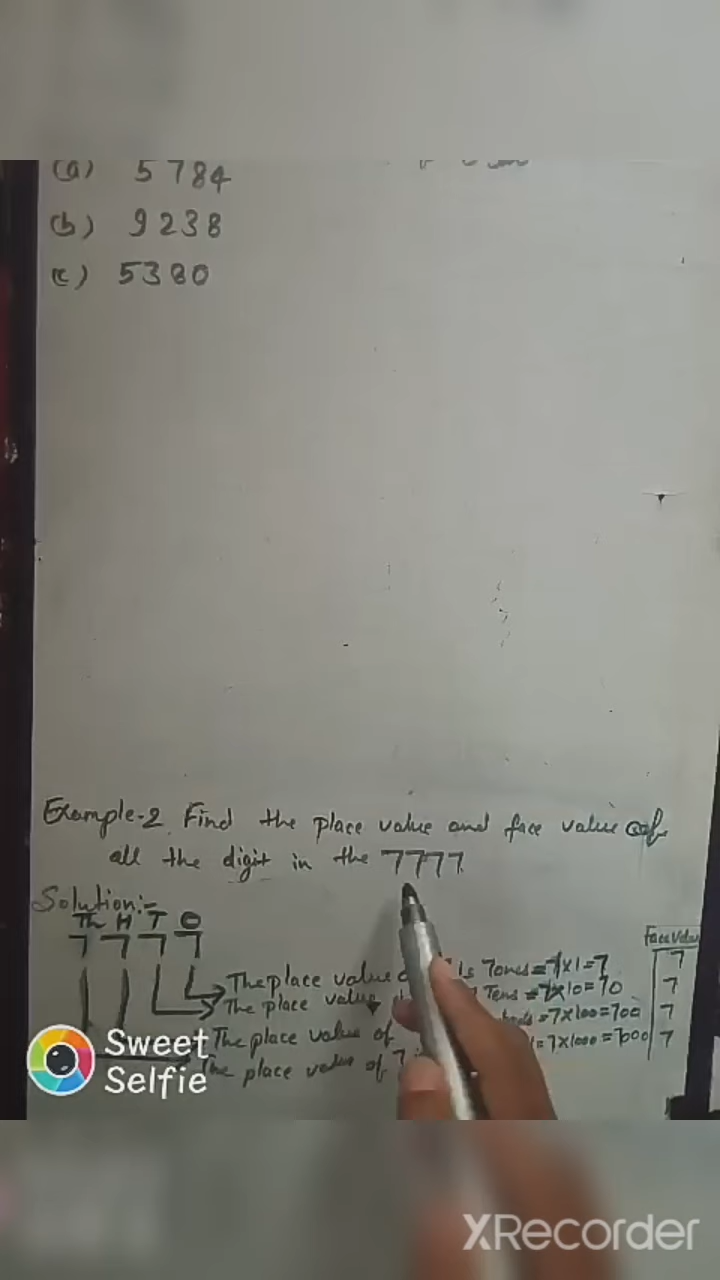 (a) 5784
(b) 9238
(c) 5380
Example-2. Find the place value and face value of
all the digit in the 7777
Solution:-
Th H T O
7 7 7 7
Face Value
The place value is 7ones = 7x1 = 7 7
The place value Tens = 7x10 = 70 7
The place value of = 7x100 = 700 7
The place value of 7 = 7x1000 = 7000 7
Sweet
Selfie
XRecorder